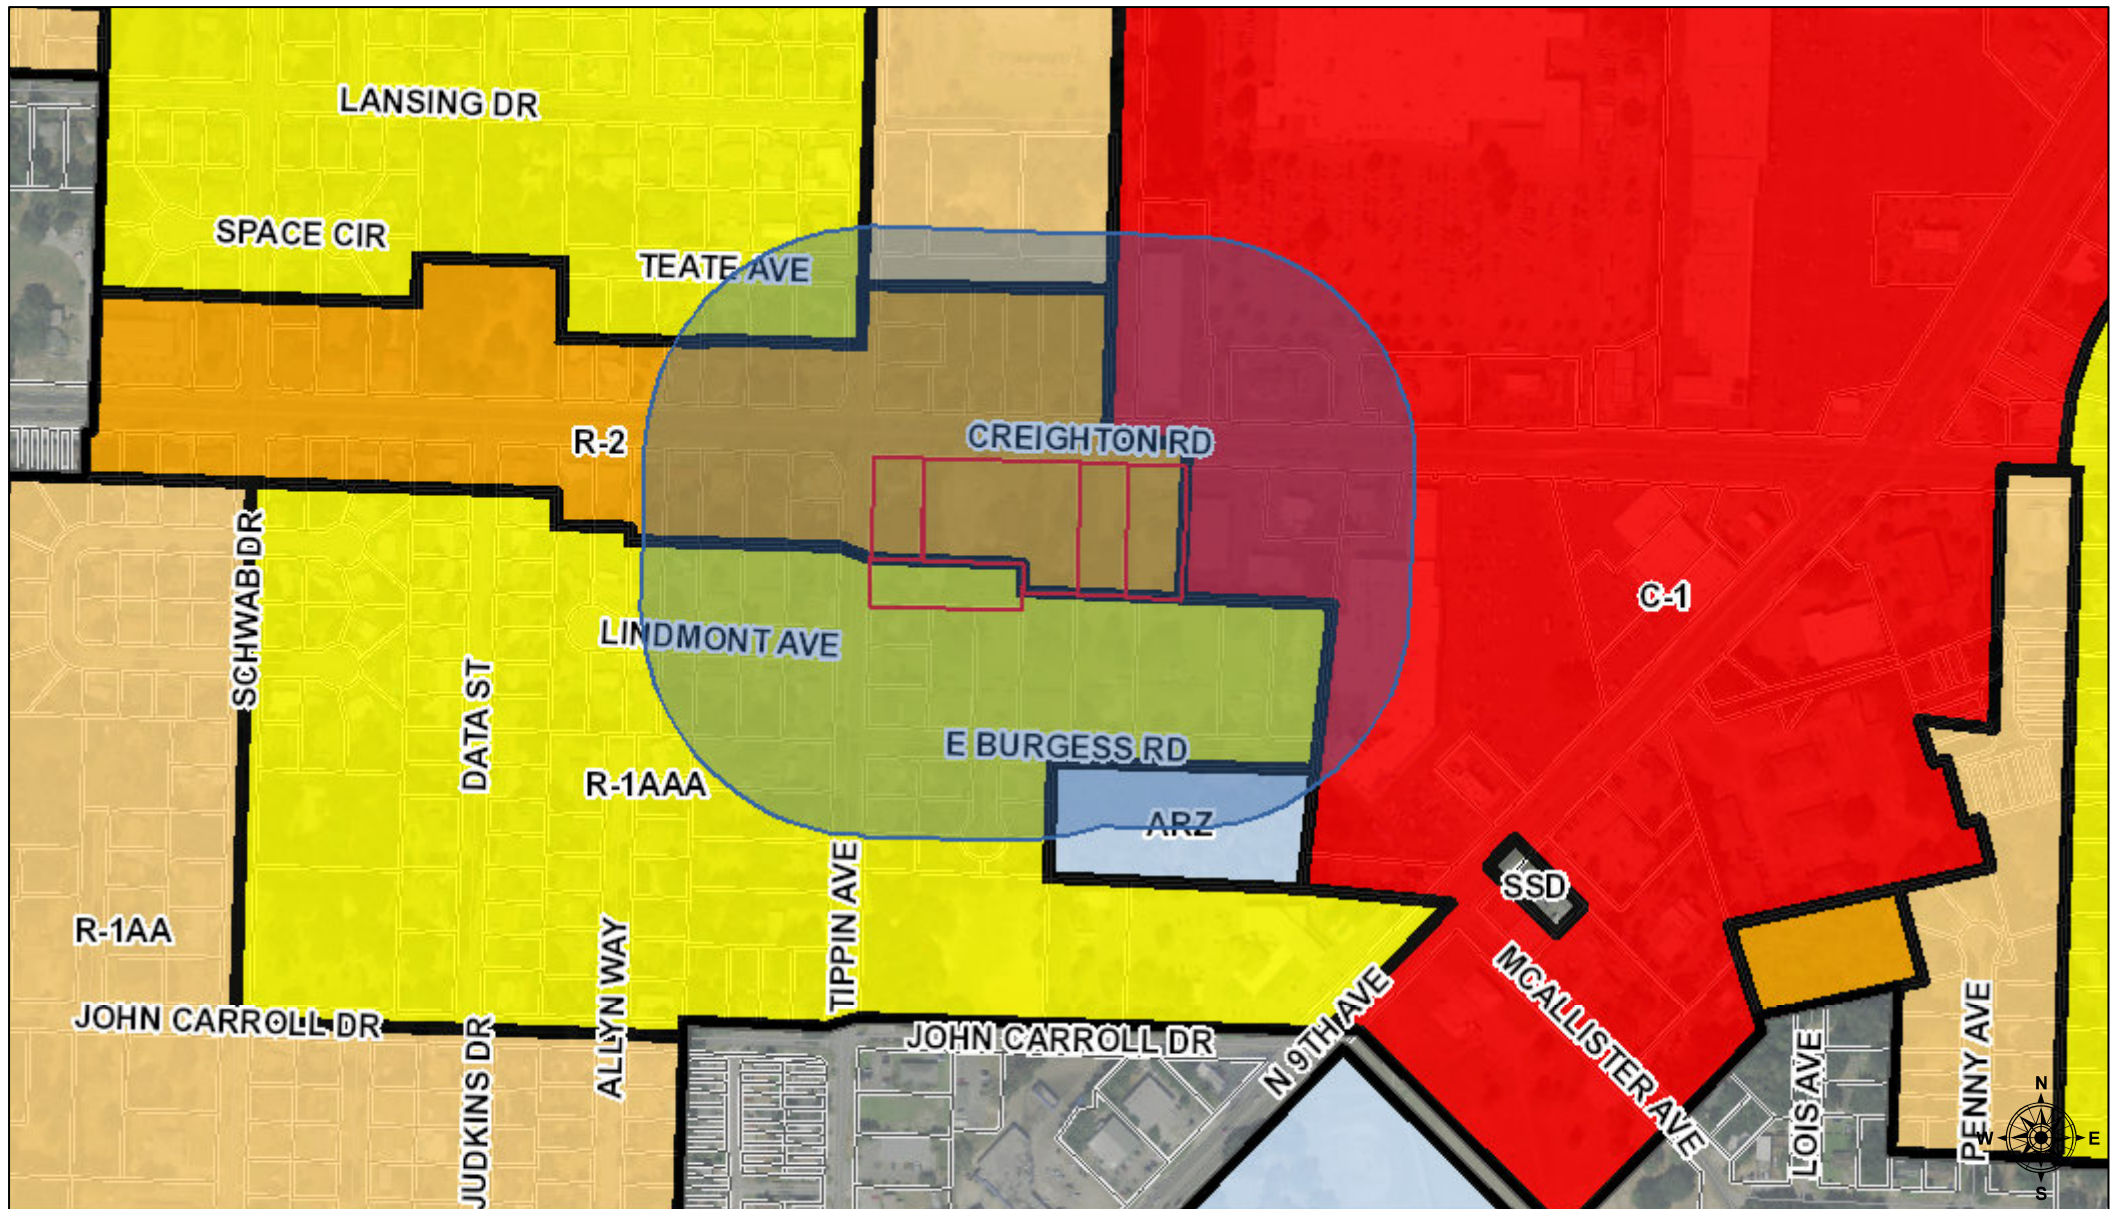 LANSING DR
SPACE CIR
TEATE AVE
R-2
CREIGHTON RD
SCHWAB DR
C-1
LINDMONT AVE
DATA ST
E BURGESS RD
R-1AAA
ARZ
TIPPIN AVE
SSD
R-1AA
ALLYN WAY
JOHN CARROLL DR
JUDKINS DR
JOHN CARROLL DR
N 9TH AVE
MCALLISTER AVE
LOIS AVE
PENNY AVE
N
W
E
S